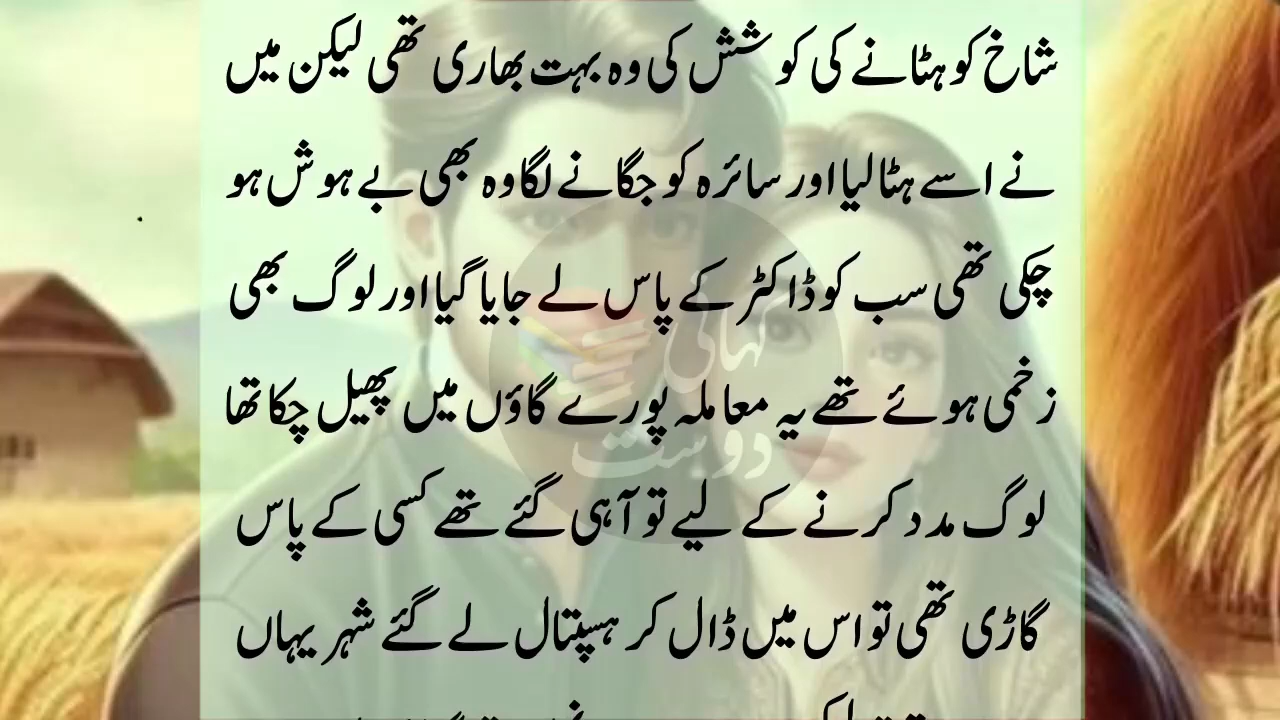 شاخ کو ہٹانے کی کوشش کی وہ بہت بھاری تھی لیکن میں
نے اسے ہٹا لیا اور سائرہ کو جگانے لگا وہ بھی بے ہوش ہو
چکی تھی سب کو ڈاکٹر کے پاس لے جایا گیا اور لوگ بھی
زخمی ہوئے تھے یہ معاملہ پورے گاؤں میں پھیل چکا تھا
لوگ مدد کرنے کے لیے تو آ ہی گئے تھے کسی کے پاس
گاڑی تھی تو اس میں ڈال کر ہسپتال لے گئے شہر یہاں
کہانی
دوست